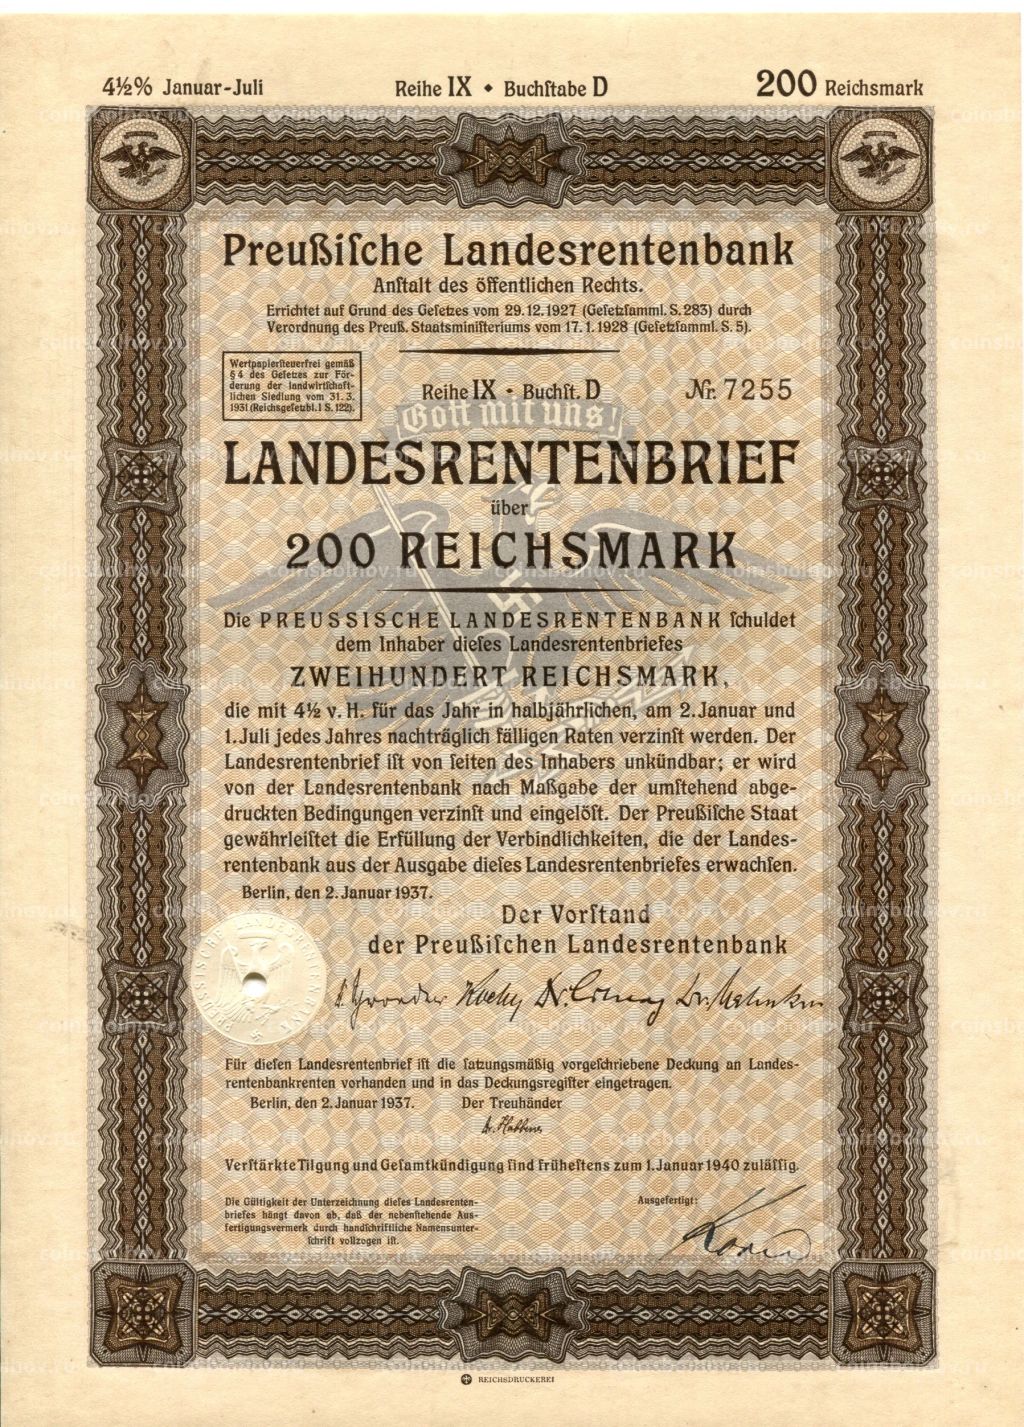 4½% Januar-Juli
Reihe IX ◆ Buchſtabe D
200 Reichsmark
Preußiſche Landesrentenbank
Anſtalt des öffentlichen Rechts.
Errichtet auf Grund des Geſetzes vom 29.12.1927 (Geſetzſamml. S. 283) durch
Verordnung des Preuß. Staatsminiſteriums vom 17.1.1928 (Geſetzſamml. S. 5).
Wertpapierſteuerfrei gemäß
§ 4 des Geſetzes zur För-
derung der landwirtſchaft-
lichen Siedlung vom 31.3.
1931 (Reichsgeſetzbl. I S. 122).
Reihe IX · Buchſt. D
Nr. 7255
Gott mit uns!
LANDESRENTENBRIEF
über
200 REICHSMARK
Die PREUSSISCHE LANDESRENTENBANK ſchuldet
dem Inhaber dieſes Landesrentenbriefes
ZWEIHUNDERT REICHSMARK,
die mit 4½ v. H. für das Jahr in halbjährlichen, am 2. Januar und
1. Juli jedes Jahres nachträglich fälligen Raten verzinſt werden. Der
Landesrentenbrief iſt von ſeiten des Inhabers unkündbar; er wird
von der Landesrentenbank nach Maßgabe der umſtehend abge-
druckten Bedingungen verzinſt und eingelöſt. Der Preußiſche Staat
gewährleiſtet die Erfüllung der Verbindlichkeiten, die der Landes-
rentenbank aus der Ausgabe dieſes Landesrentenbriefes erwachſen.
Berlin, den 2. Januar 1937.
Der Vorſtand
der Preußiſchen Landesrentenbank
PREUSSISCHE LANDESRENTENBANK
Für dieſen Landesrentenbrief iſt die ſatzungsmäßig vorgeſchriebene Deckung an Landes-
rentenbankrenten vorhanden und in das Deckungsregiſter eingetragen.
Berlin, den 2. Januar 1937.
Der Treuhänder
Verſtärkte Tilgung und Geſamtkündigung ſind früheſtens zum 1. Januar 1940 zuläſſig.
Die Gültigkeit der Unterzeichnung dieſes Landesrenten-
briefes hängt davon ab, daß der nebenſtehende Aus-
fertigungsvermerk durch handſchriftliche Namensunter-
ſchrift vollzogen iſt.
Ausgefertigt:
REICHSDRUCKEREI
coinsbolhov.ru